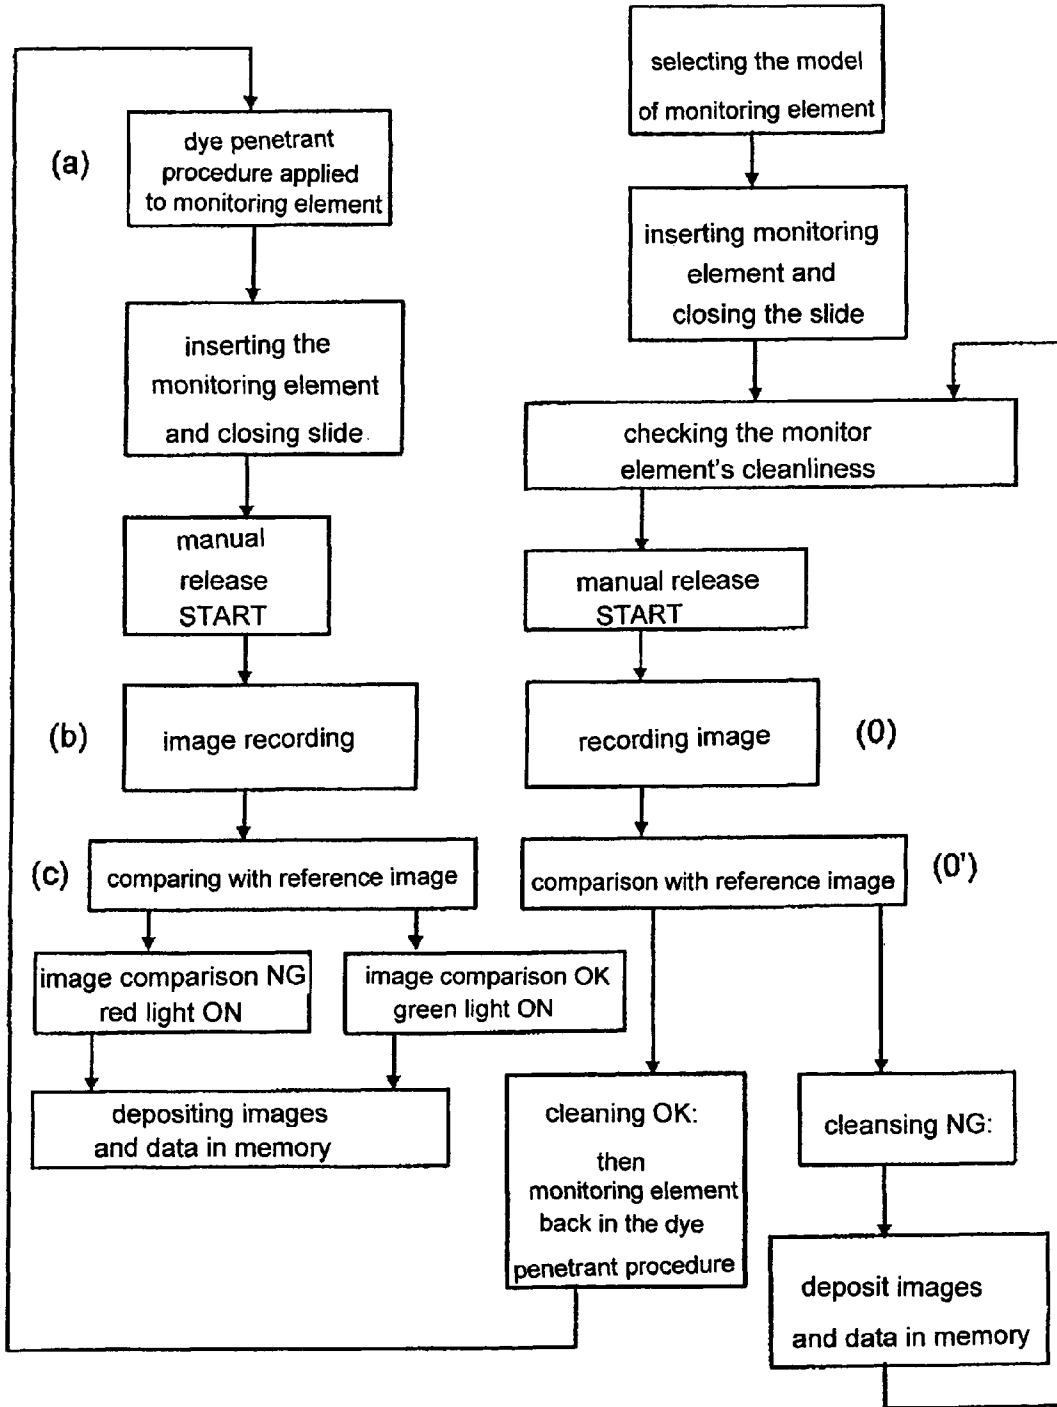 selecting the model
of monitoring element
inserting monitoring
element and
closing the slide
checking the monitor
element's cleanliness
manual release
START
recording image
(0)
comparison with reference image
(0')
cleaning OK:
then
monitoring element
back in the dye
penetrant procedure
cleansing NG:
deposit images
and data in memory
(a)
dye penetrant
procedure applied
to monitoring element
inserting the
monitoring element
and closing slide
manual
release
START
(b)
image recording
(c)
comparing with reference image
image comparison NG
red light ON
image comparison OK
green light ON
depositing images
and data in memory